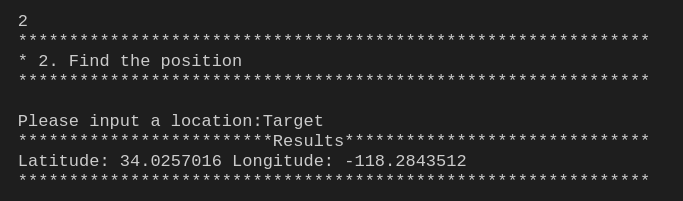 2
**************************************************************
* 2. Find the position
**************************************************************
Please input a location:Target
*************************Results******************************
Latitude: 34.0257016 Longitude: -118.2843512
**************************************************************